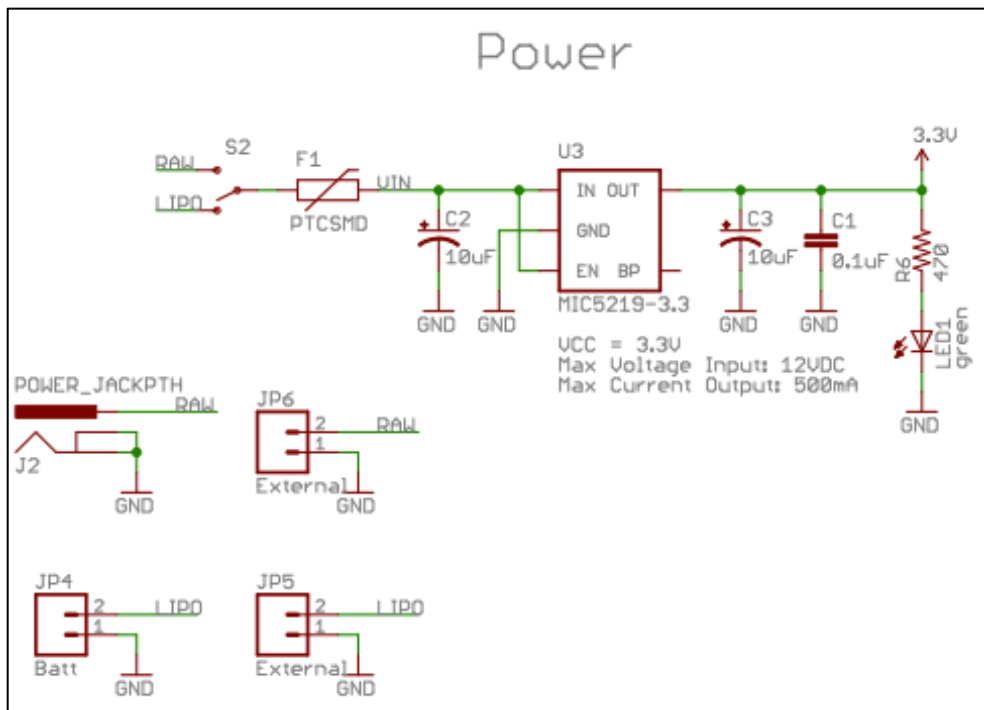 Power
S2
RAW
LIPO
F1
PTCSMD
VIN
C2
10uF
GND
GND
U3
IN OUT
GND
EN BP
MIC5219-3.3
VCC = 3.3V
Max Voltage Input: 12VDC
Max Current Output: 500mA
C3
10uF
GND
C1
0.1uF
GND
3.3V
R6
470
LED1
green
GND
POWER_JACKPTH
RAW
J2
GND
JP6
2
RAW
1
External
GND
JP4
2
LIPO
1
Batt
GND
JP5
2
LIPO
1
External
GND